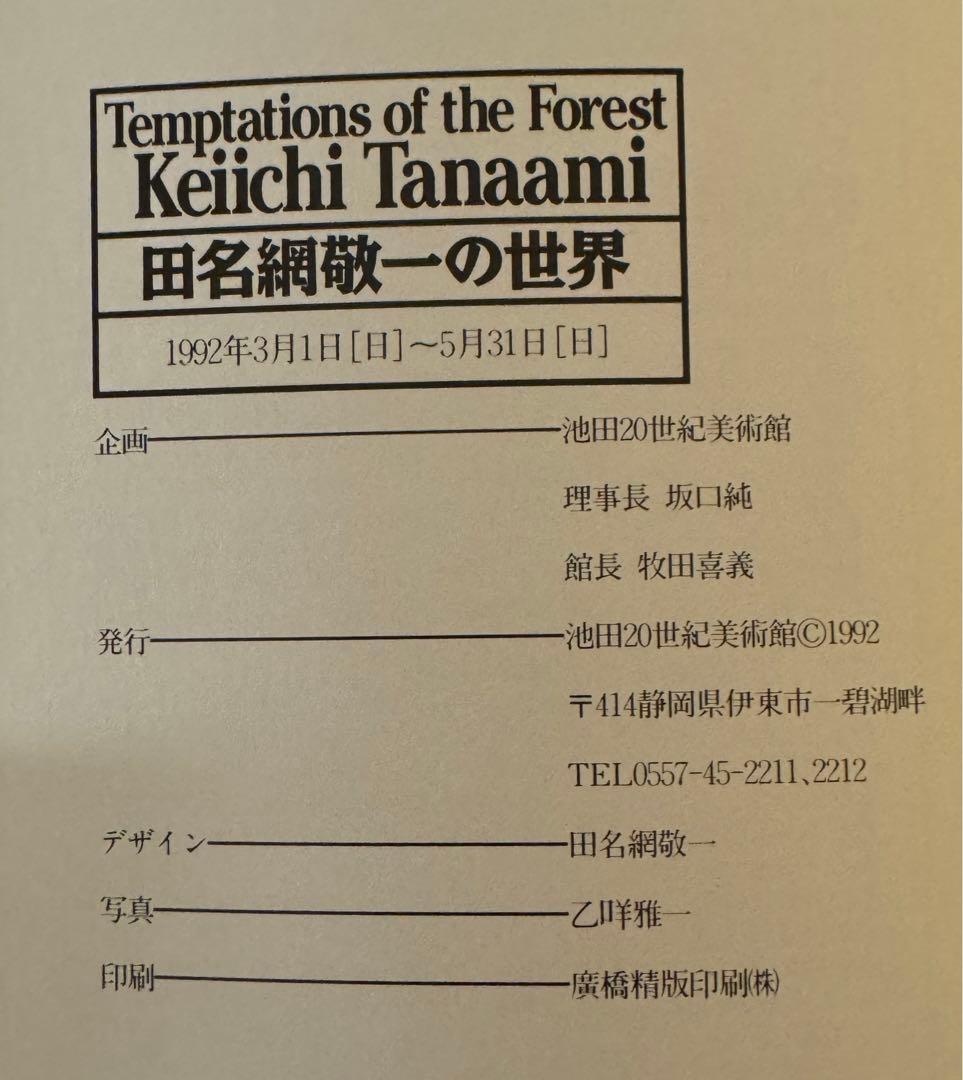 Temptations of the Forest
Keiichi Tanaami
田名網敬一の世界
1992年3月1日[日]〜5月31日[日]
企画 池田20世紀美術館
理事長 坂口純
館長 牧田喜義
発行 池田20世紀美術館©1992
〒414静岡県伊東市一碧湖畔
TEL0557-45-2211、2212
デザイン 田名網敬一
写真 乙咩雅一
印刷 廣橋精版印刷㈱